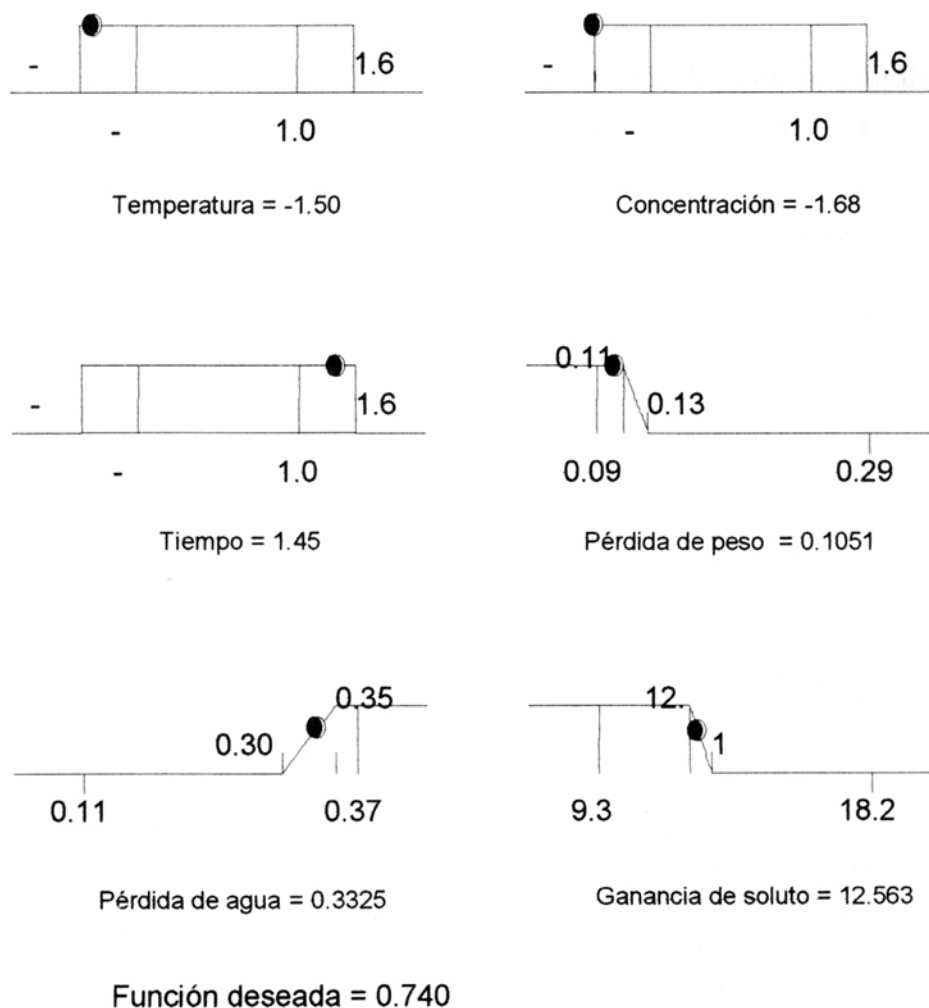 - 1.6
- 1.0
Temperatura = -1.50
- 1.6
- 1.0
Concentración = -1.68
- 1.6
- 1.0
Tiempo = 1.45
0.11
0.13
0.09 0.29
Pérdida de peso = 0.1051
0.35
0.30
0.11 0.37
Pérdida de agua = 0.3325
12.
1
9.3 18.2
Ganancia de soluto = 12.563
Función deseada = 0.740